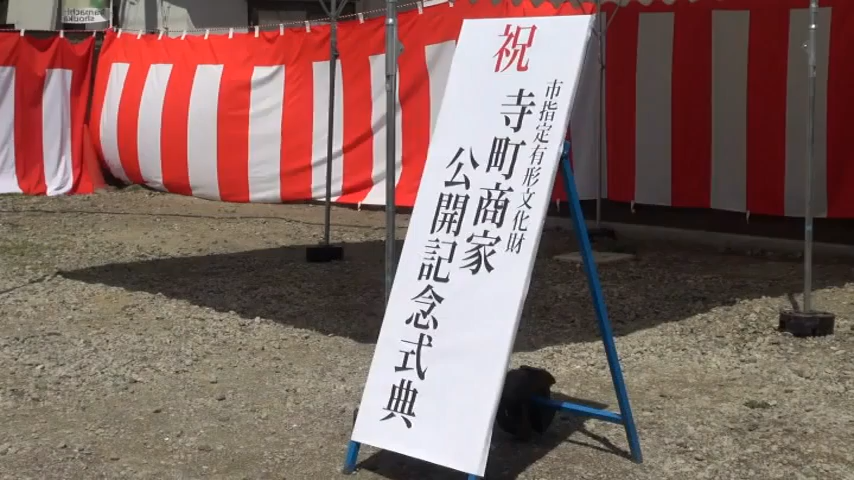 祝
市指定有形文化財
寺町商家
公開記念式典